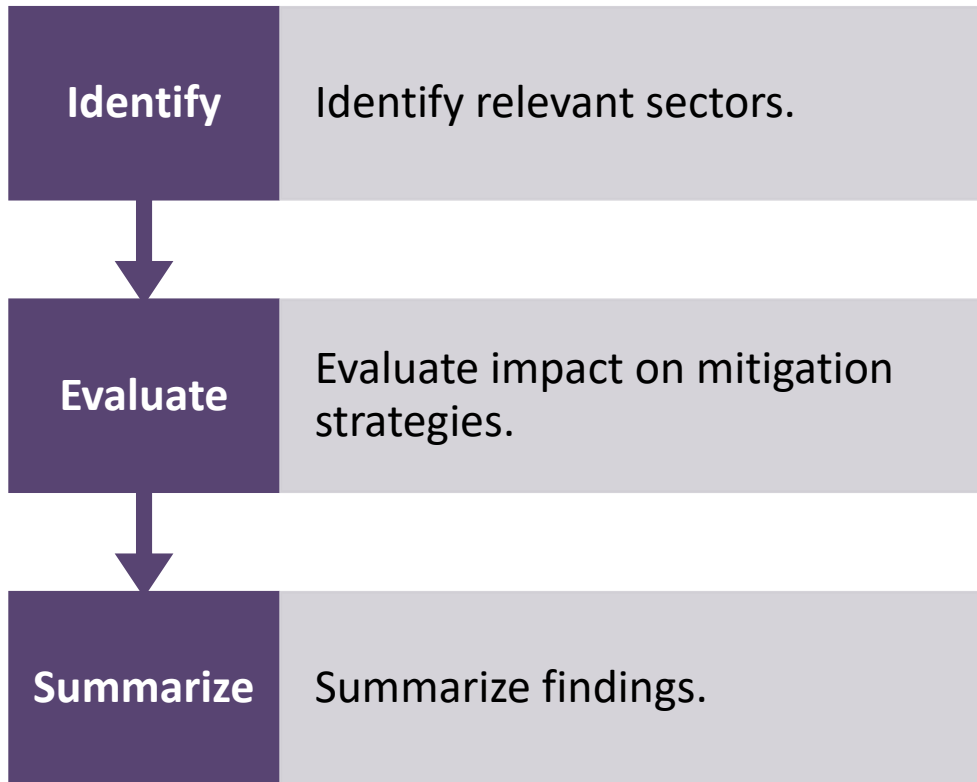 Identify
Identify relevant sectors.
Evaluate
Evaluate impact on mitigation
strategies.
Summarize
Summarize findings.